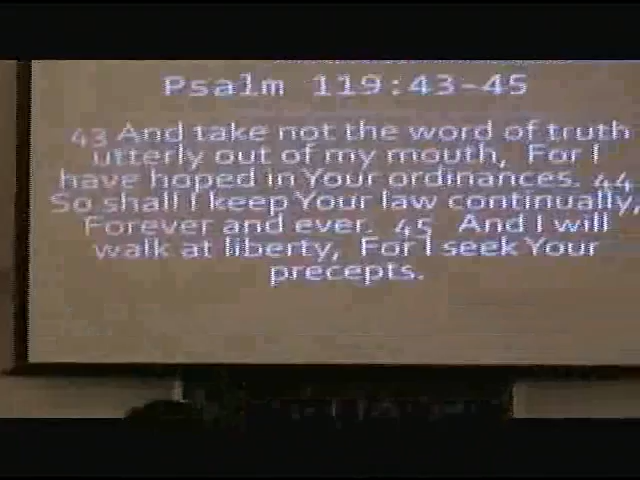 Psalm 119:43-45
43 And take not the word of truth
utterly out of my mouth, For I
have hoped in Your ordinances. 44
So shall I keep Your law continually,
Forever and ever. 45 And I will
walk at liberty, For I seek Your
precepts.